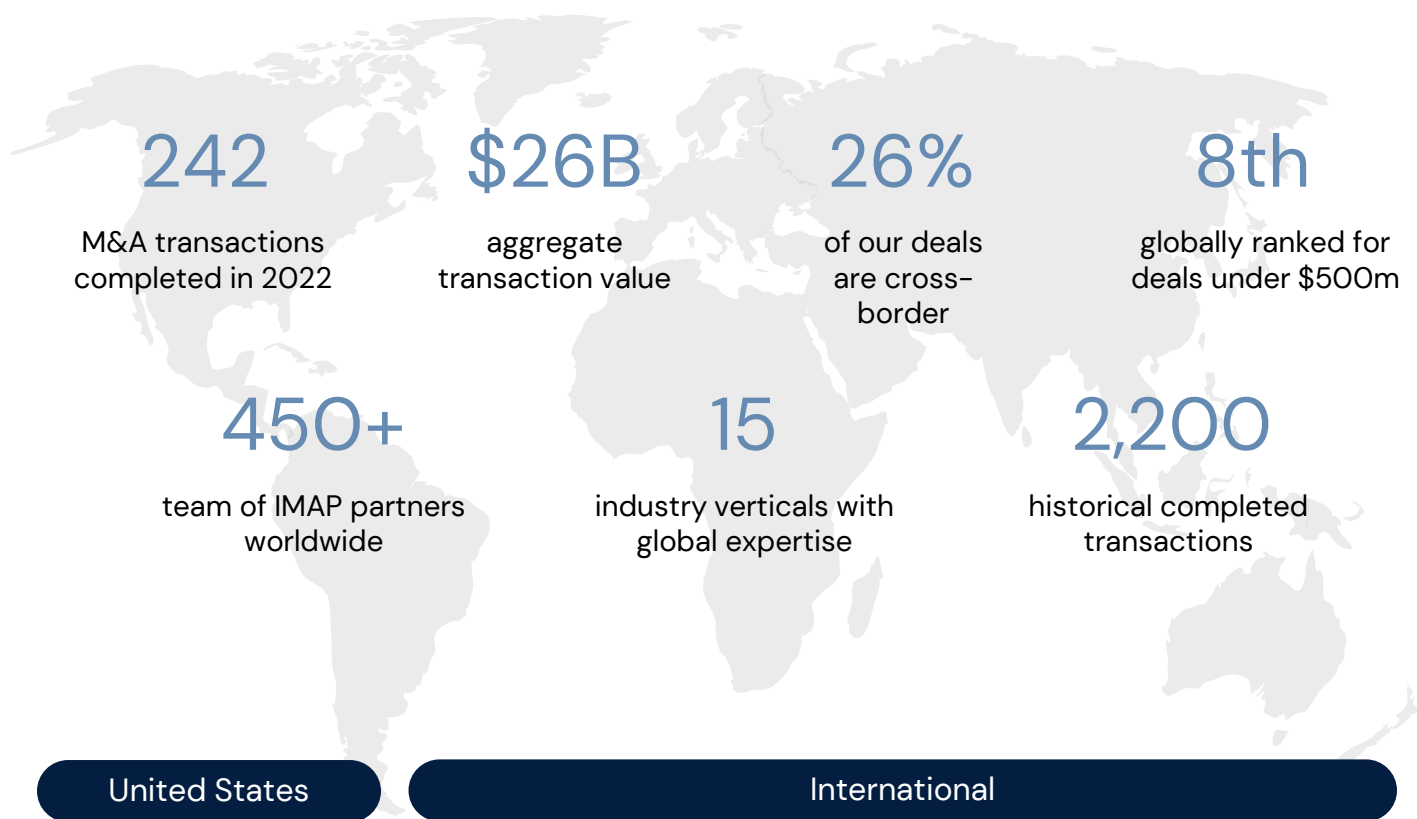 242
M&A transactions
completed in 2022
$26B
aggregate
transaction value
26%
of our deals
are cross-
border
8th
globally ranked for
deals under $500m
450+
team of IMAP partners
worldwide
15
industry verticals with
global expertise
2,200
historical completed
transactions
United States
International